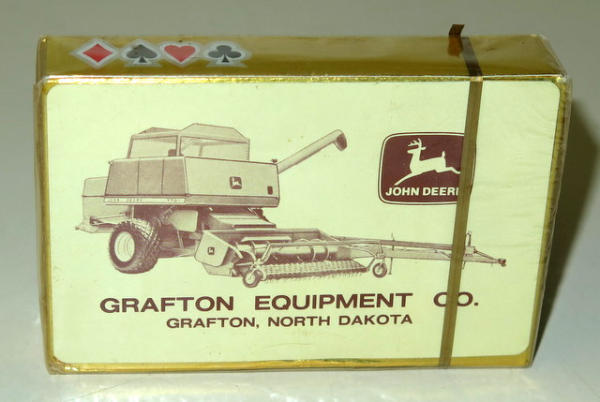 JOHN DEERE
GRAFTON EQUIPMENT CO.
GRAFTON, NORTH DAKOTA